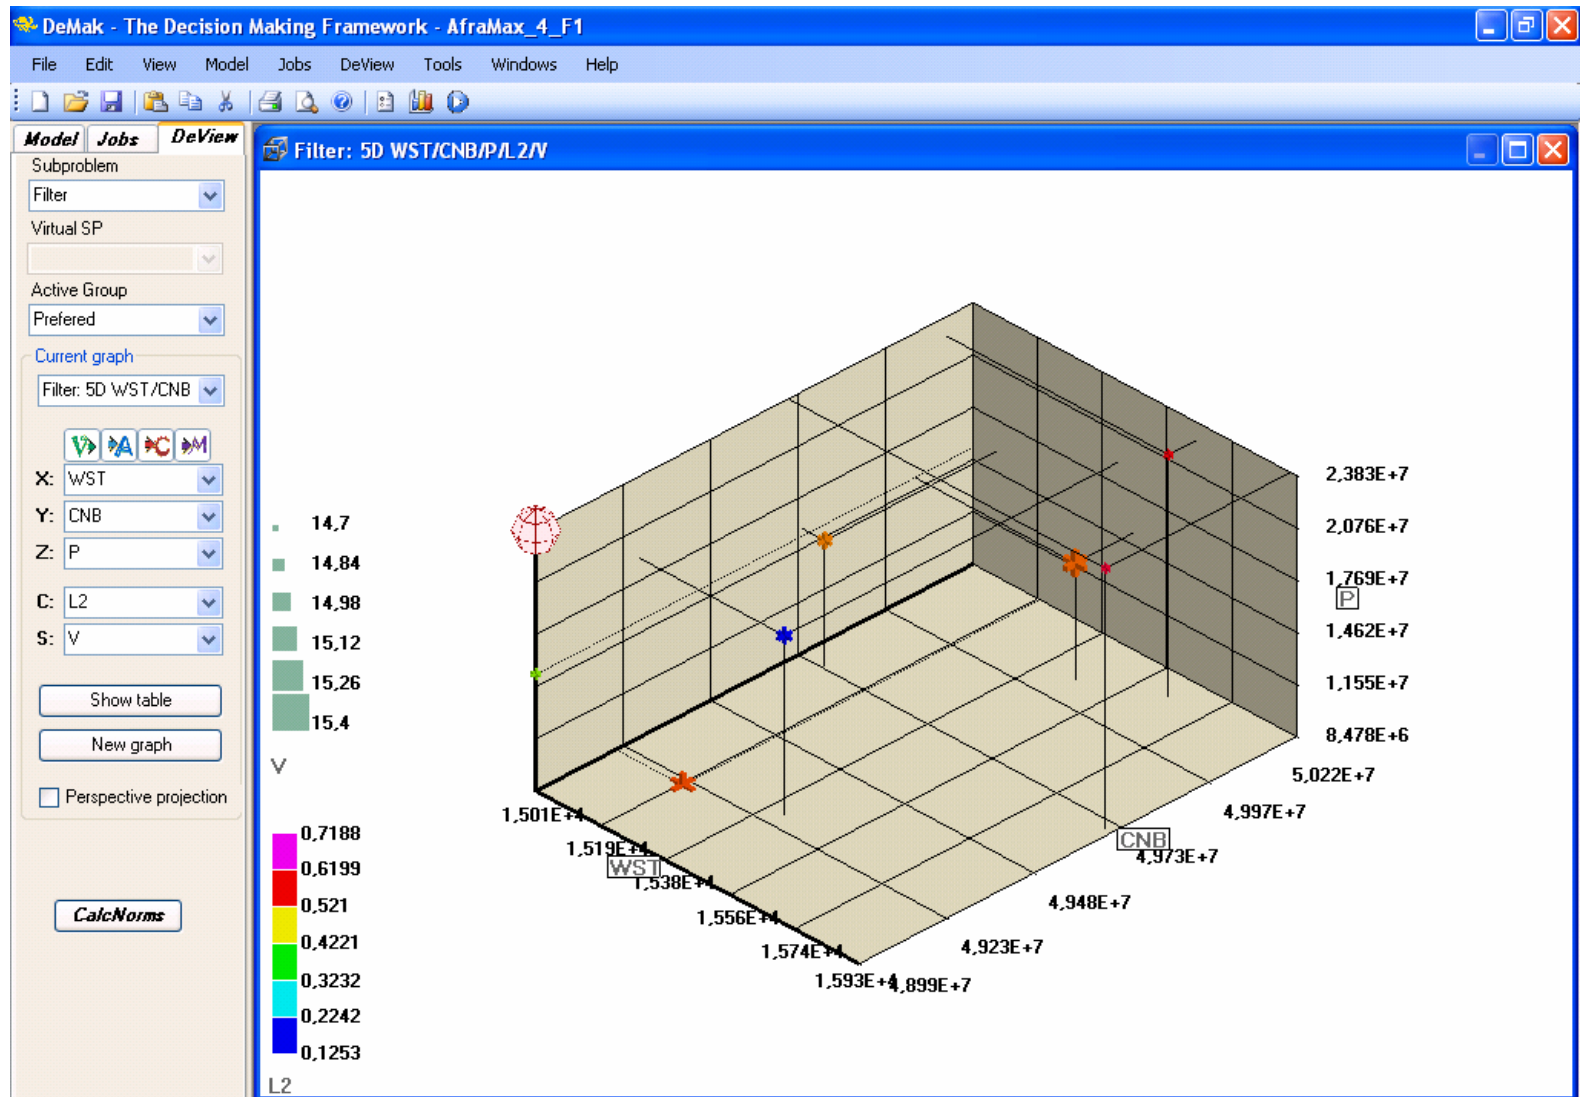 DeMak - The Decision Making Framework - AfraMax_4_F1
File Edit View Model Jobs DeView Tools Windows Help
Model Jobs DeView
Filter: 5D WST/CNB/P/L2/V
Subproblem
Filter
Virtual SP
Active Group
Prefered
Current graph
Filter: 5D WST/CNB
V A C M
X: WST
Y: CNB
Z: P
C: L2
S: V
Show table
New graph
Perspective projection
CalcNorms
14,7
14,84
14,98
15,12
15,26
15,4
V
0,7188
0,6199
0,521
0,4221
0,3232
0,2242
0,1253
L2
2,383E+7
2,076E+7
1,769E+7
P
1,462E+7
1,155E+7
8,478E+6
5,022E+7
4,997E+7
CNB
4,973E+7
4,948E+7
4,923E+7
4,899E+7
1,501E+4
1,519E+4
WST
1,538E+4
1,556E+4
1,574E+4
1,593E+4